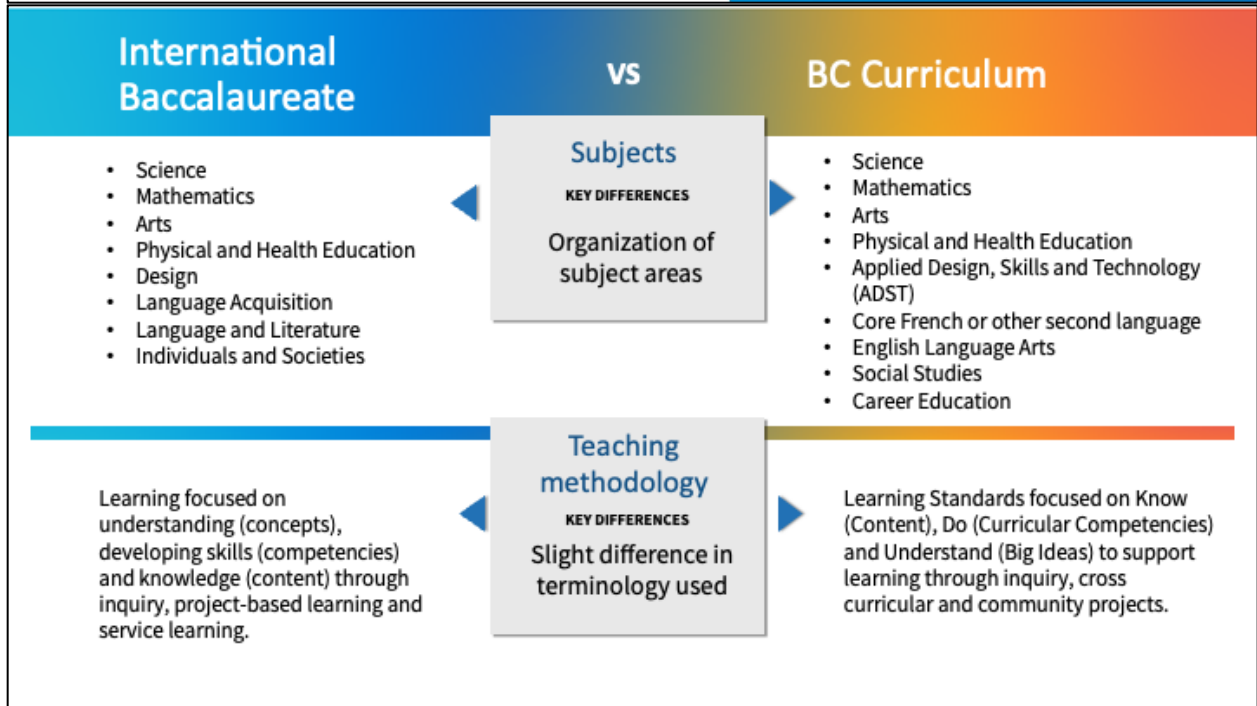 International
Baccalaureate
VS
BC Curriculum
Subjects
KEY DIFFERENCES
Organization of
subject areas
• Science
• Mathematics
• Arts
• Physical and Health Education
• Design
• Language Acquisition
• Language and Literature
• Individuals and Societies
• Science
• Mathematics
• Arts
• Physical and Health Education
• Applied Design, Skills and Technology
(ADST)
• Core French or other second language
• English Language Arts
• Social Studies
• Career Education
Teaching
methodology
KEY DIFFERENCES
Slight difference in
terminology used
Learning focused on
understanding (concepts),
developing skills (competencies)
and knowledge (content) through
inquiry, project-based learning and
service learning.
Learning Standards focused on Know
(Content), Do (Curricular Competencies)
and Understand (Big Ideas) to support
learning through inquiry, cross
curricular and community projects.